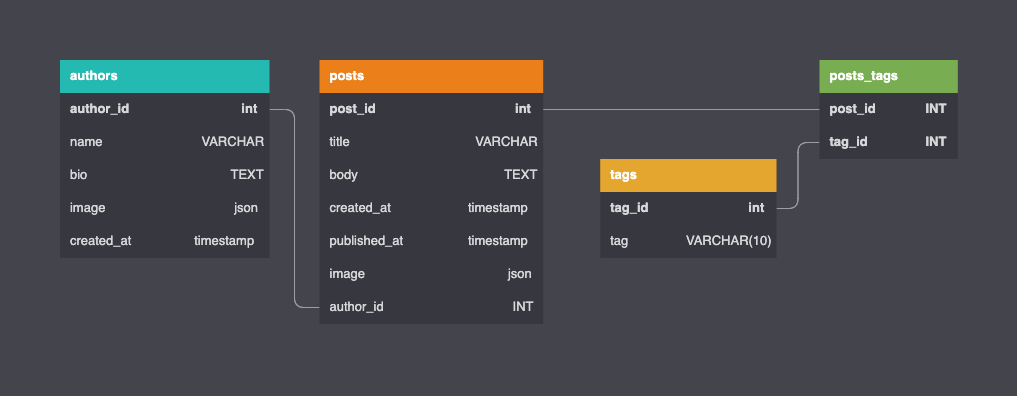 authors
author_id int
name VARCHAR
bio TEXT
image json
created_at timestamp
posts
post_id int
title VARCHAR
body TEXT
created_at timestamp
published_at timestamp
image json
author_id INT
tags
tag_id int
tag VARCHAR(10)
posts_tags
post_id INT
tag_id INT